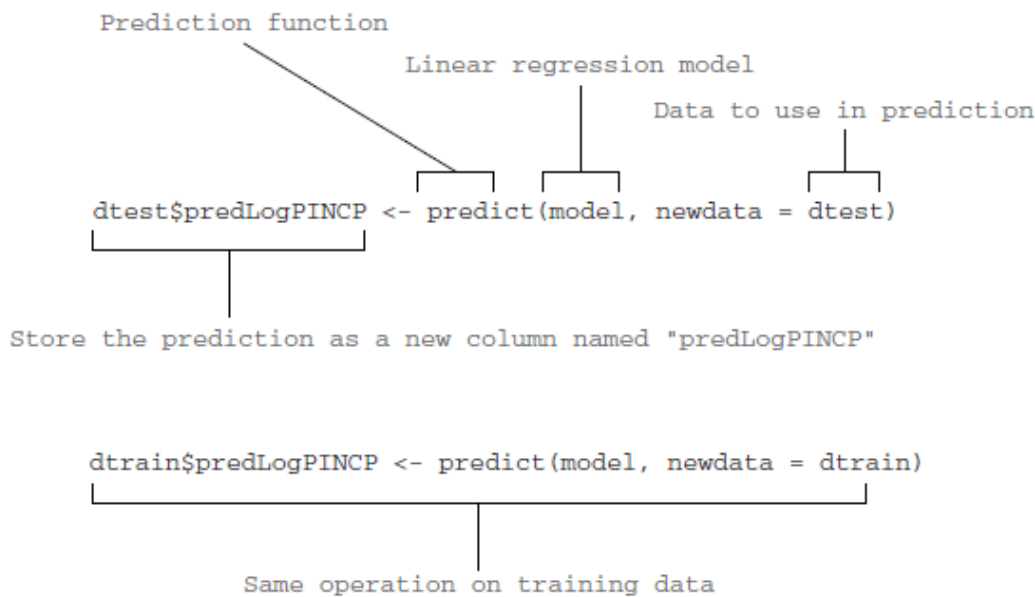 Prediction function
Linear regression model
Data to use in prediction
dtest$predLogPINCP <- predict(model, newdata = dtest)
Store the prediction as a new column named "predLogPINCP"
dtrain$predLogPINCP <- predict(model, newdata = dtrain)
Same operation on training data